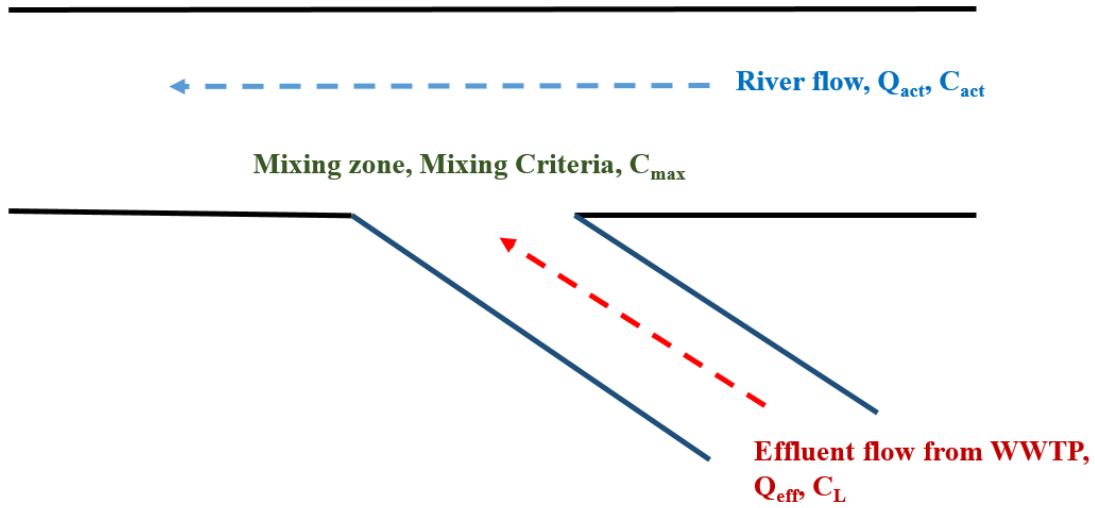 River flow, Qact, Cact
Mixing zone, Mixing Criteria, Cmax
Effluent flow from WWTP,
Qeff, CL